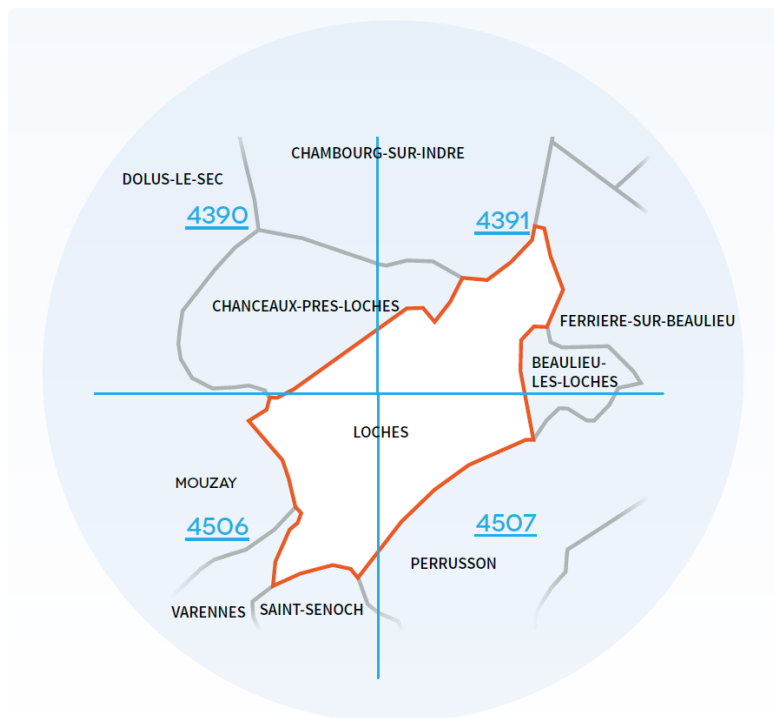 CHAMBOURG-SUR-INDRE
DOLUS-LE-SEC
4390
4391
CHANCEAUX-PRES-LOCHES
FERRIERE-SUR-BEAULIEU
BEAULIEU-
LES-LOCHES
LOCHES
MOUZAY
4506
4507
PERRUSSON
VARENNES
SAINT-SENOCH